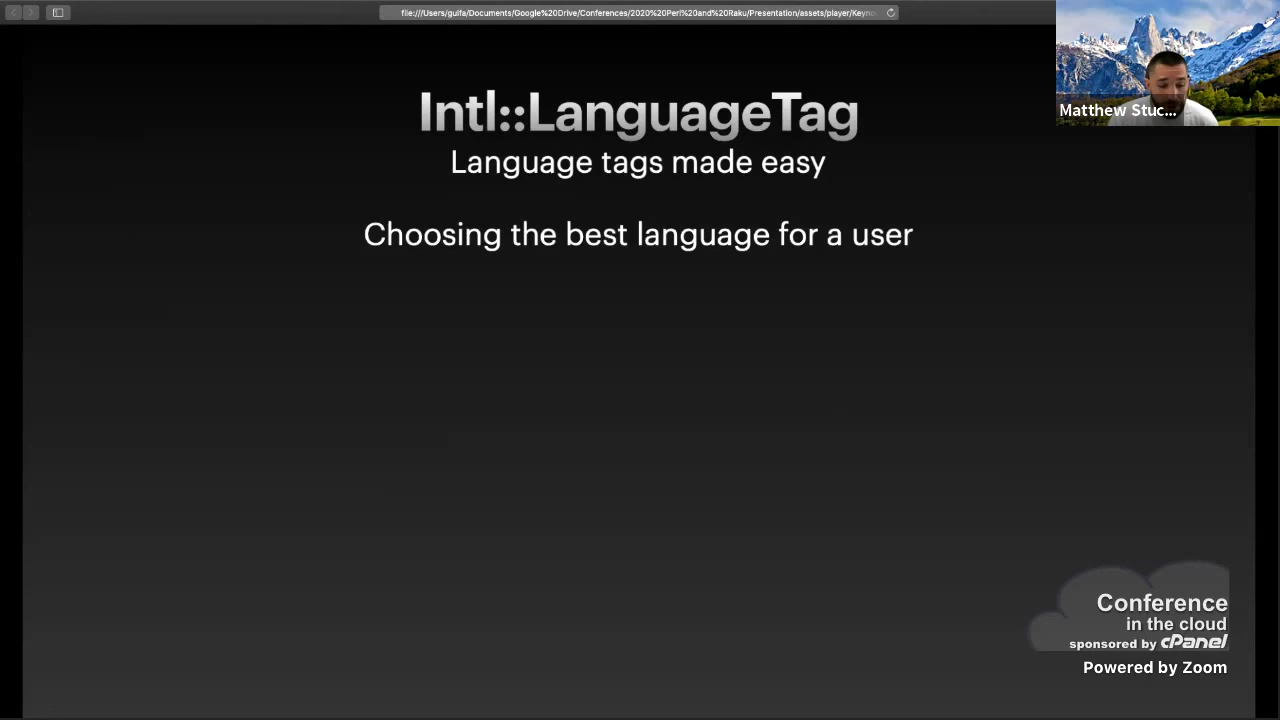 file:///Users/guifa/Documents/Google%20Drive/Conferences/2020%20Perl%20and%20Raku/Presentation/assets/player/Keyno
Matthew Stuc...
Intl::LanguageTag
Language tags made easy
Choosing the best language for a user
Conference
in the cloud
sponsored by cPanel
Powered by Zoom